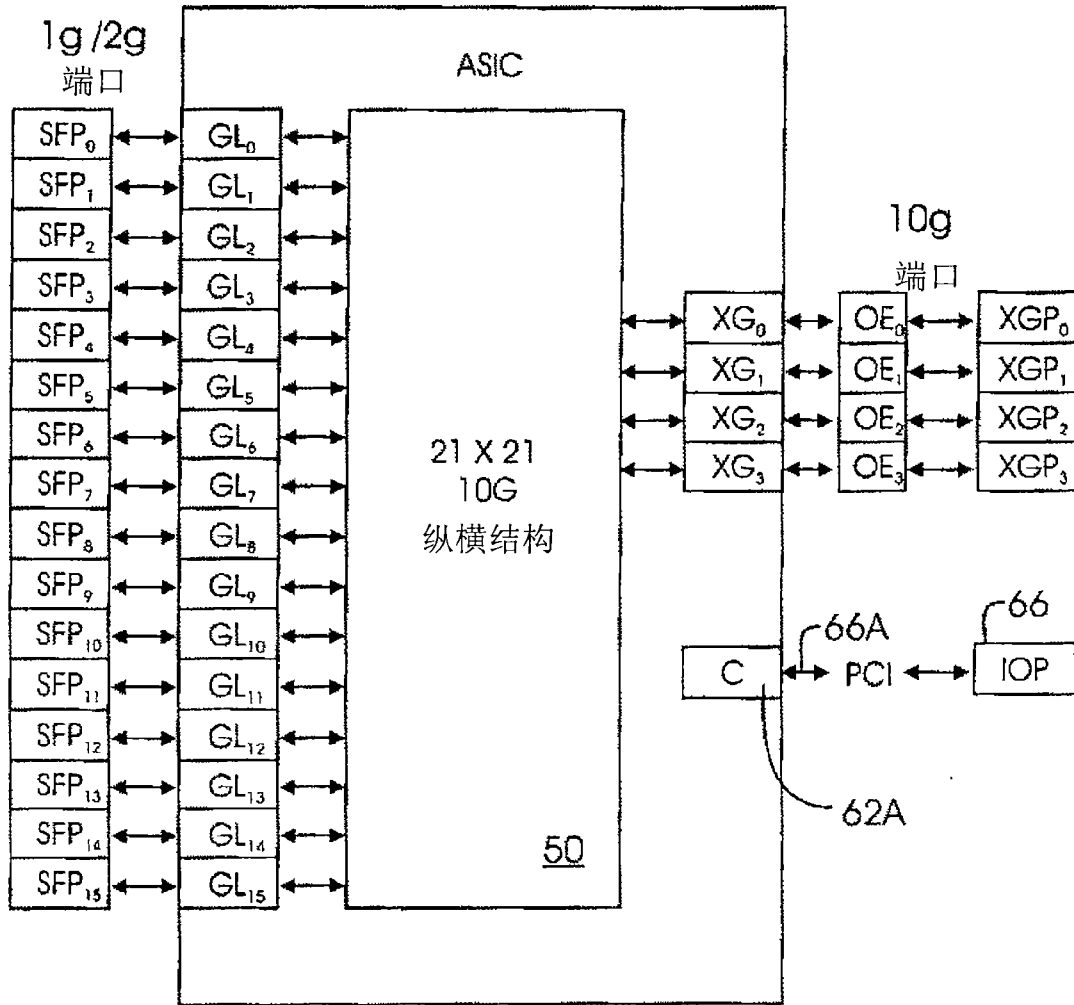 1g /2g
端口
ASIC
SFP₀ GL₀
SFP₁ GL₁
SFP₂ GL₂
SFP₃ GL₃
SFP₄ GL₄
SFP₅ GL₅
SFP₆ GL₆
SFP₇ GL₇
SFP₈ GL₈
SFP₉ GL₉
SFP₁₀ GL₁₀
SFP₁₁ GL₁₁
SFP₁₂ GL₁₂
SFP₁₃ GL₁₃
SFP₁₄ GL₁₄
SFP₁₅ GL₁₅
21 X 21
10G
纵横结构
50
10g
端口
XG₀ OE₀ XGP₀
XG₁ OE₁ XGP₁
XG₂ OE₂ XGP₂
XG₃ OE₃ XGP₃
66A
66
C PCI IOP
62A